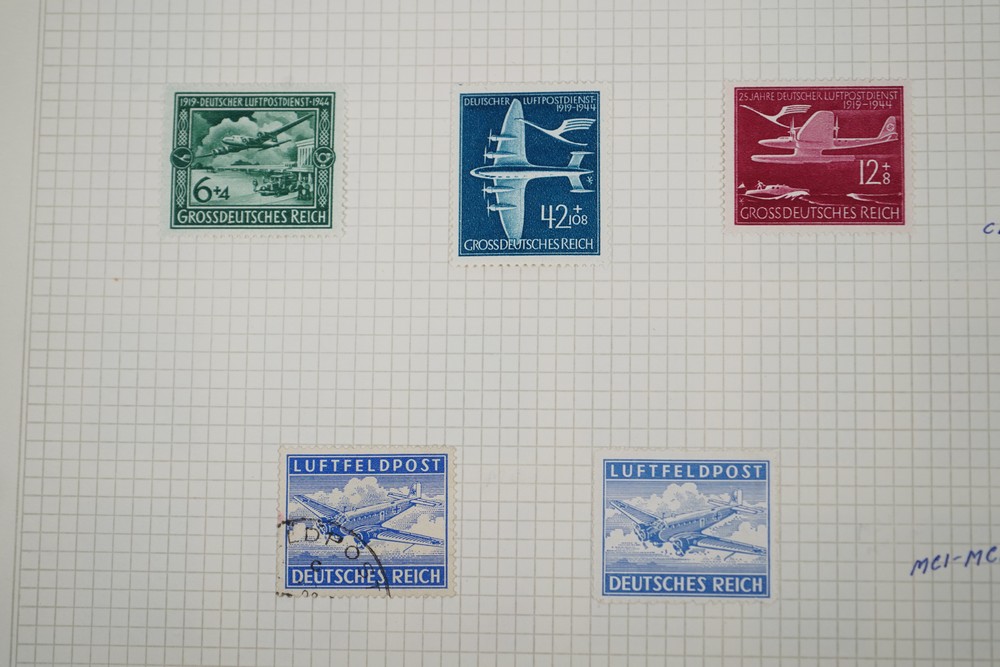 1919-DEUTSCHER LUFTPOSTDIENST-1944
6+4
GROSSDEUTSCHES REICH
DEUTSCHER LUFTPOSTDIENST
1919-1944
42+108
GROSSDEUTSCHES REICH
25 JAHRE DEUTSCHER LUFTPOSTDIENST
1919-1944
12+8
GROSSDEUTSCHES REICH
LUFTFELDPOST
DEUTSCHES REICH
LUFTFELDPOST
DEUTSCHES REICH
MC1-MC